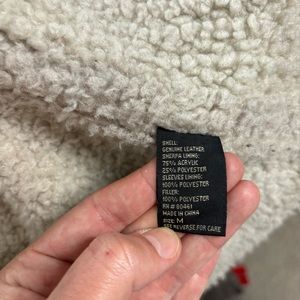 SHELL:
GENUINE LEATHER
SHERPA LINING:
75% ACRYLIC
25% POLYESTER
SLEEVES LINING:
100% POLYESTER
FILLER:
100% POLYESTER
RN # 80461
MADE IN CHINA
SIZE: M
SEE REVERSE FOR CARE